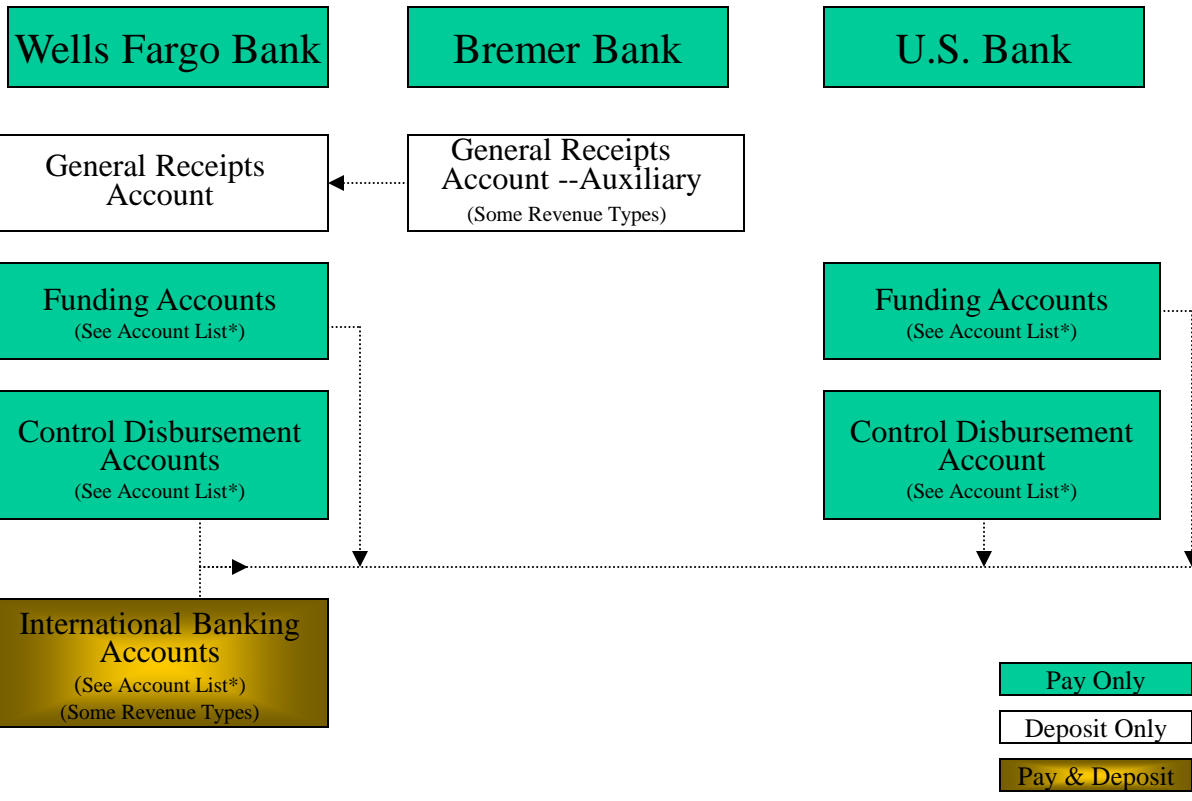 Wells Fargo Bank
Bremer Bank
U.S. Bank
General Receipts
Account
General Receipts
Account --Auxiliary
(Some Revenue Types)
Funding Accounts
(See Account List*)
Funding Accounts
(See Account List*)
Control Disbursement
Accounts
(See Account List*)
Control Disbursement
Account
(See Account List*)
International Banking
Accounts
(See Account List*)
(Some Revenue Types)
Pay Only
Deposit Only
Pay & Deposit